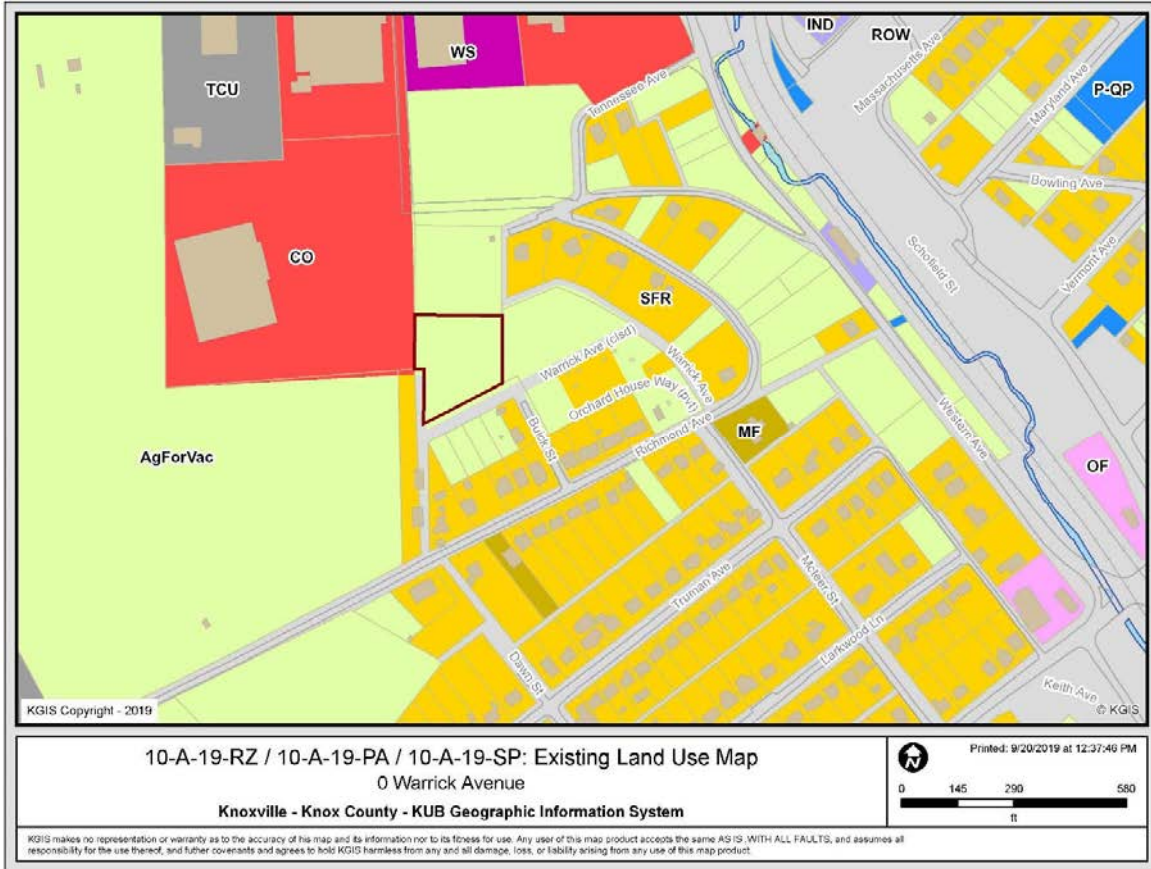 IND
ROW
Massachusetts Ave
Maryland Ave
WS
TCU
P-QP
Tennessee Ave
Bowling Ave
Vermont Ave
Schofield St
CO
SFR
Warrick Ave (clsd)
Warrick Ave
Orchard House Way (pvt)
Buick St
Richmond Ave
MF
Western Ave
AgForVac
OF
Truman Ave
Mcteer St
Larkwood Ln
Dawn St
Keith Ave
KGIS Copyright - 2019
© KGIS
10-A-19-RZ / 10-A-19-PA / 10-A-19-SP: Existing Land Use Map
0 Warrick Avenue
Knoxville - Knox County - KUB Geographic Information System
N
Printed: 9/20/2019 at 12:37:46 PM
0 145 290 580
ft
KGIS makes no representation or warranty as to the accuracy of his map and its information nor to its fitness for use. Any user of this map product accepts the same AS IS ,WITH ALL FAULTS, and assumes all
responsibility for the use thereof, and futher covenants and agrees to hold KGIS harmless from any and all damage, loss, or liability arising from any use of this map product.